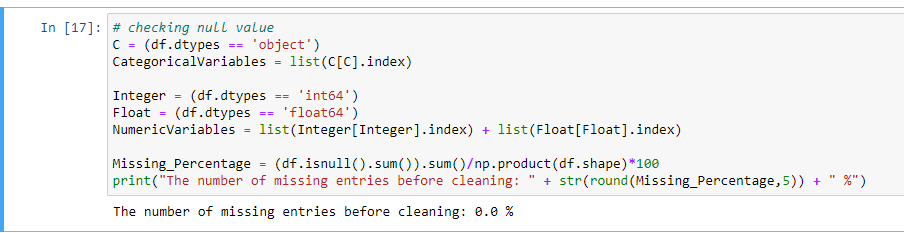 In [17]: # checking null value
C = (df.dtypes == 'object')
CategoricalVariables = list(C[C].index)
Integer = (df.dtypes == 'int64')
Float = (df.dtypes == 'float64')
NumericVariables = list(Integer[Integer].index) + list(Float[Float].index)
Missing_Percentage = (df.isnull().sum()).sum()/np.product(df.shape)*100
print("The number of missing entries before cleaning: " + str(round(Missing_Percentage,5)) + " %")
The number of missing entries before cleaning: 0.0 %